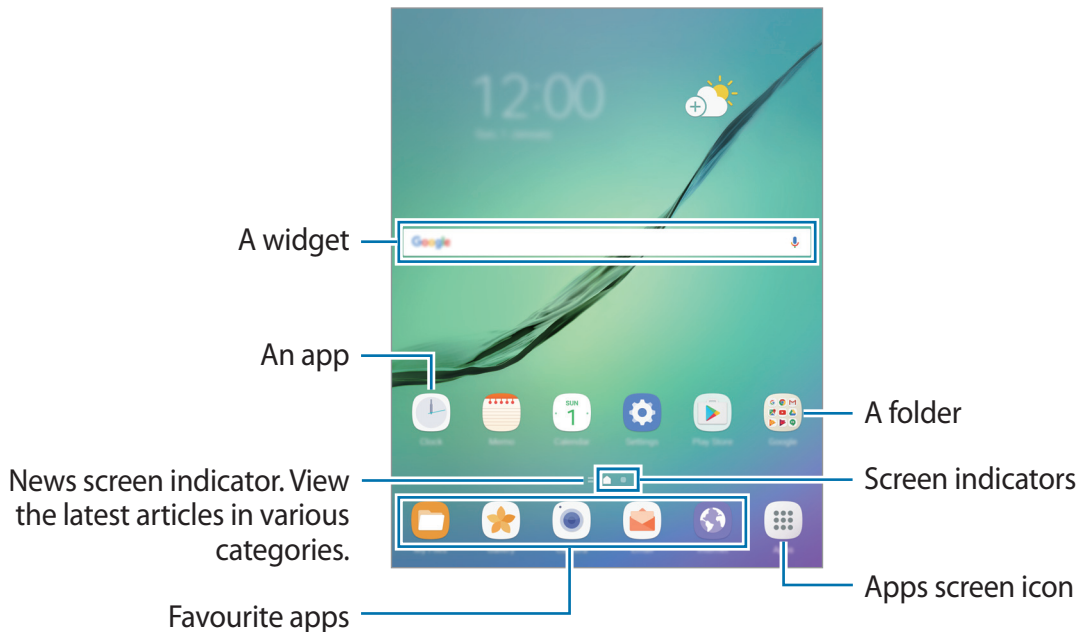 12:00
A widget
Google
An app
SUN
1
Clock
Memo
Calendar
Settings
Play Store
Google
A folder
News screen indicator. View
the latest articles in various
categories.
Screen indicators
Apps screen icon
Favourite apps